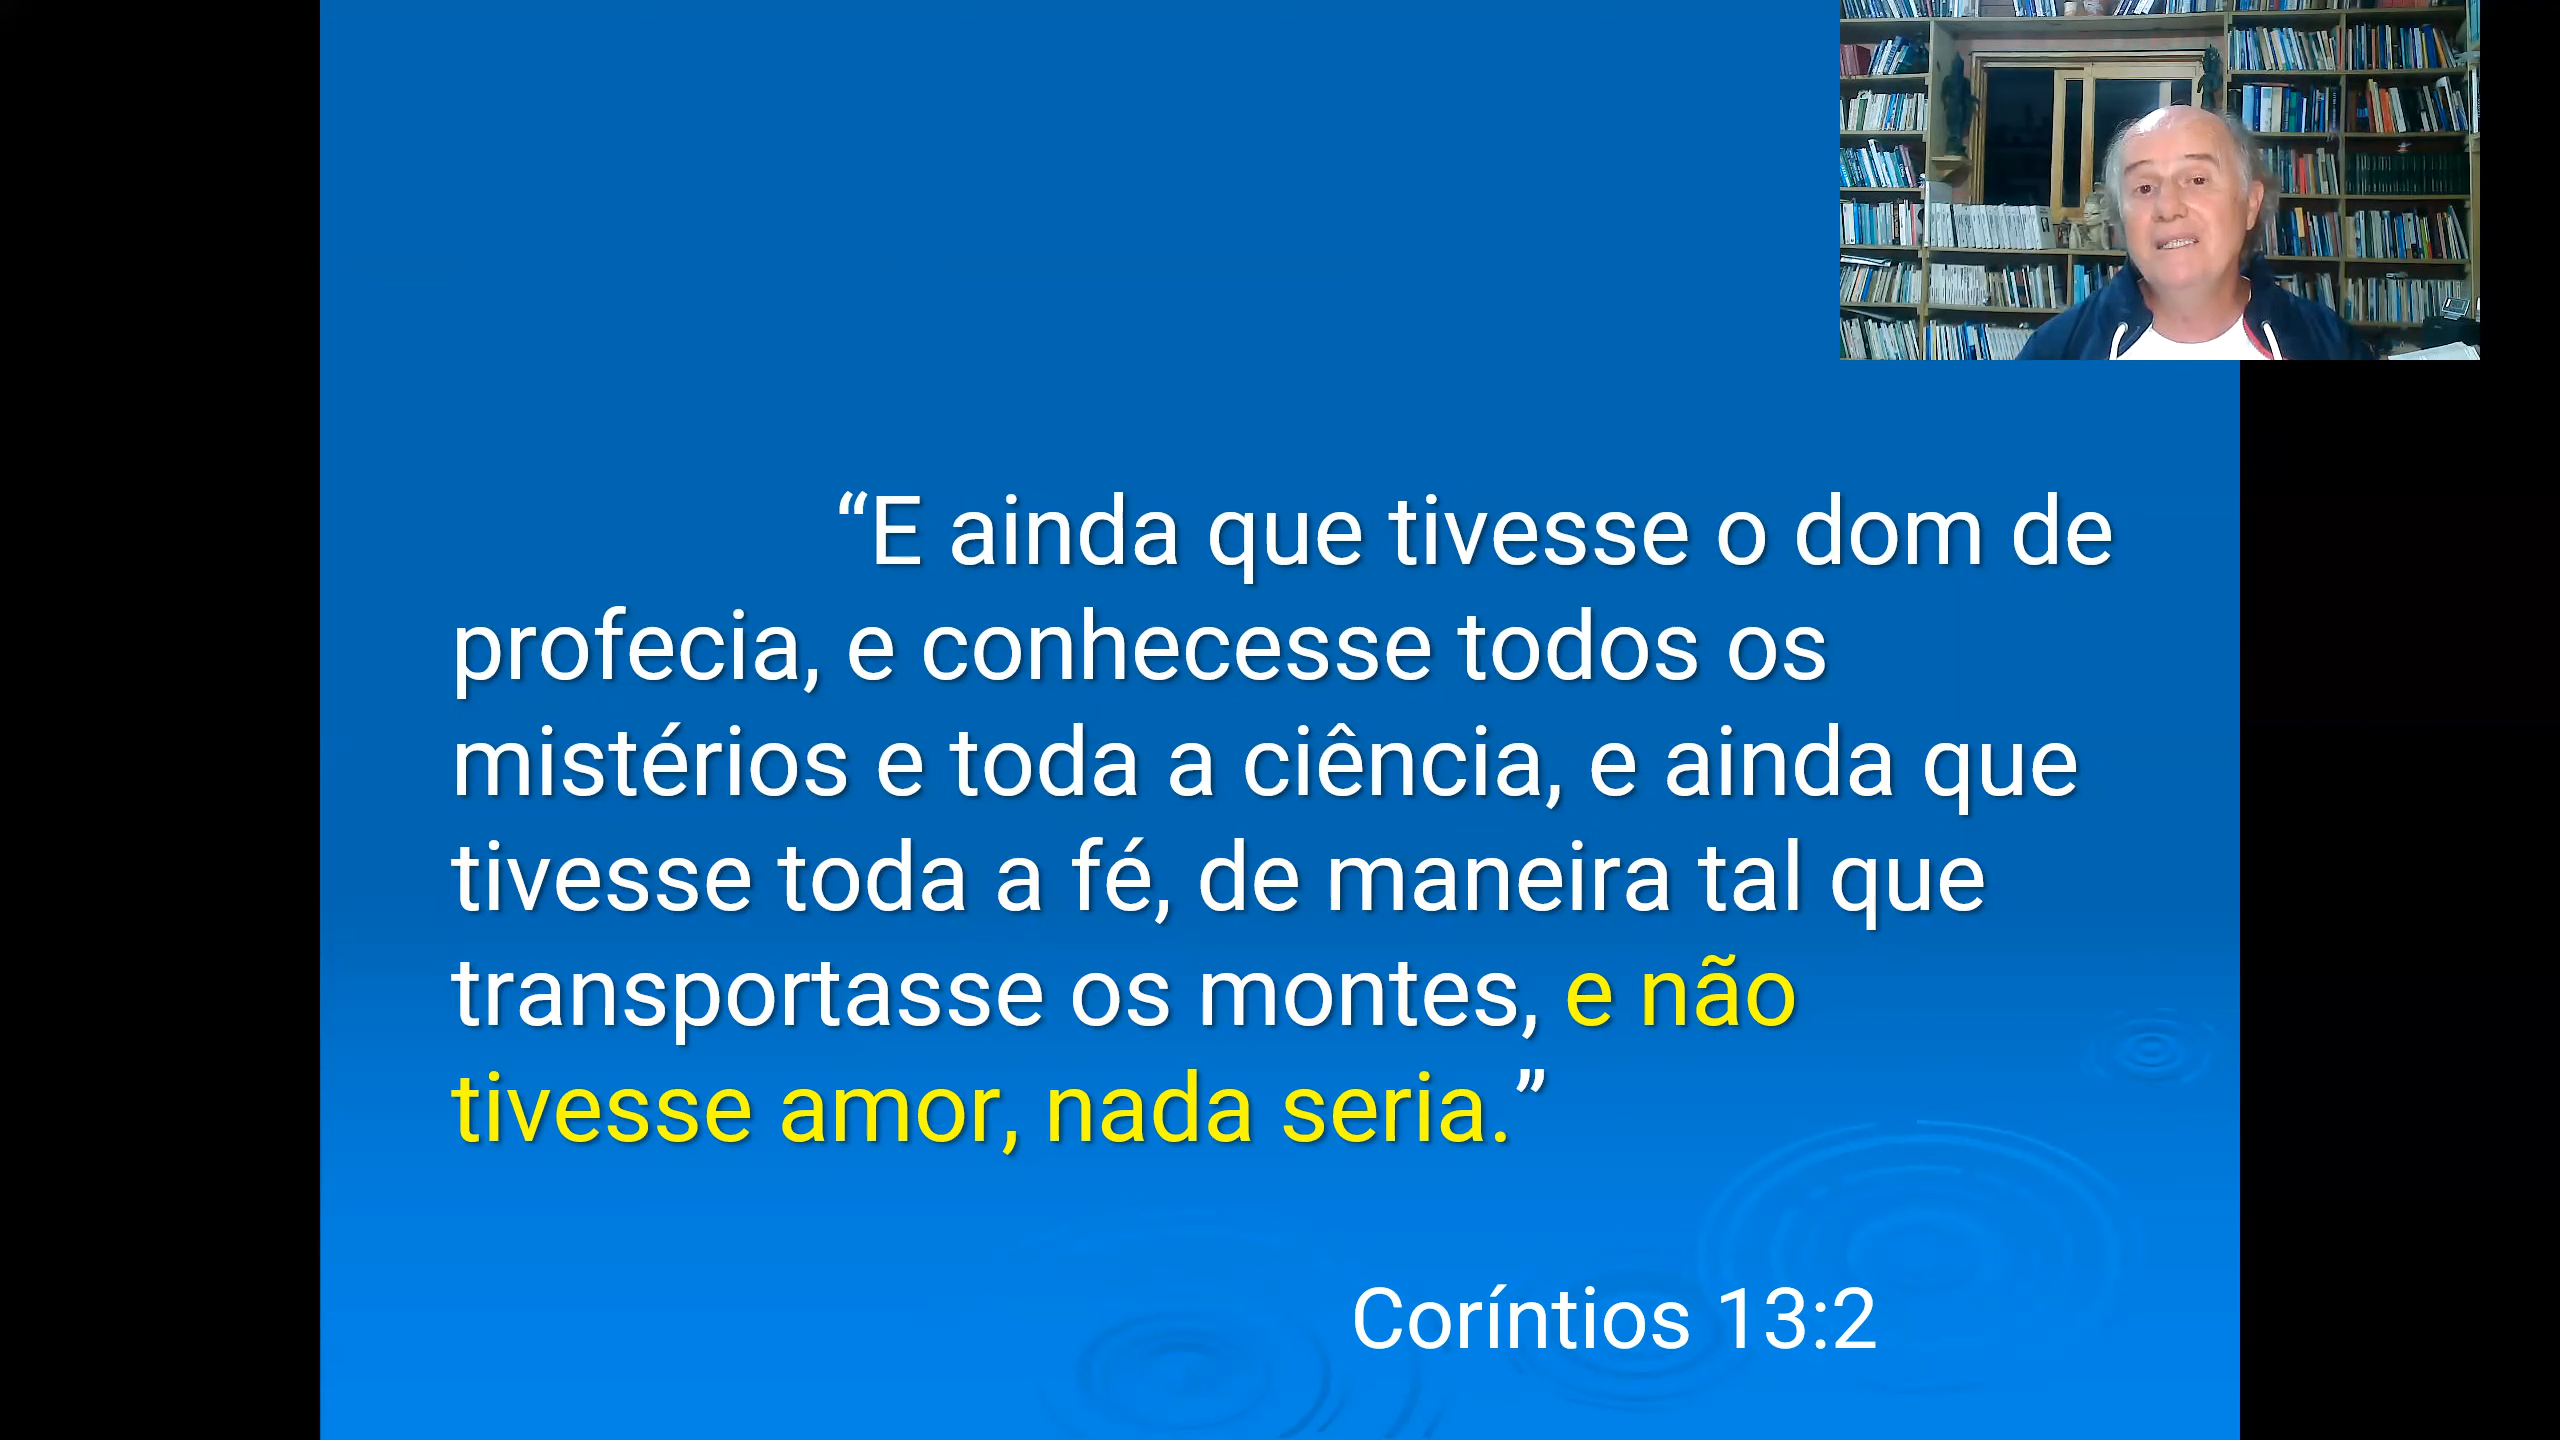 “E ainda que tivesse o dom de
profecia, e conhecesse todos os
mistérios e toda a ciência, e ainda que
tivesse toda a fé, de maneira tal que
transportasse os montes, e não
tivesse amor, nada seria.”
Coríntios 13:2